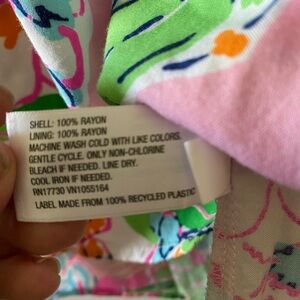 SHELL: 100% RAYON
LINING: 100% RAYON
MACHINE WASH COLD WITH LIKE COLORS.
GENTLE CYCLE. ONLY NON-CHLORINE
BLEACH IF NEEDED. LINE DRY.
COOL IRON IF NEEDED.
RN17730 VN1055164
LABEL MADE FROM 100% RECYCLED PLASTIC